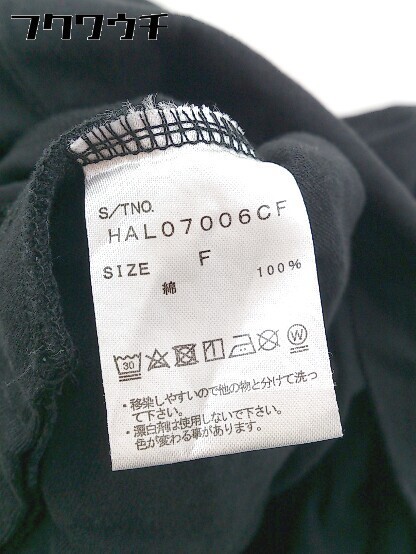 フクワウチ
S/TNO.
HAL07006CF
SIZE F
綿 100%
30 W
・移染しやすいので他の物と分けて洗っ
て下さい。
・漂白剤は使用しないで下さい。
色が変わる事があります。